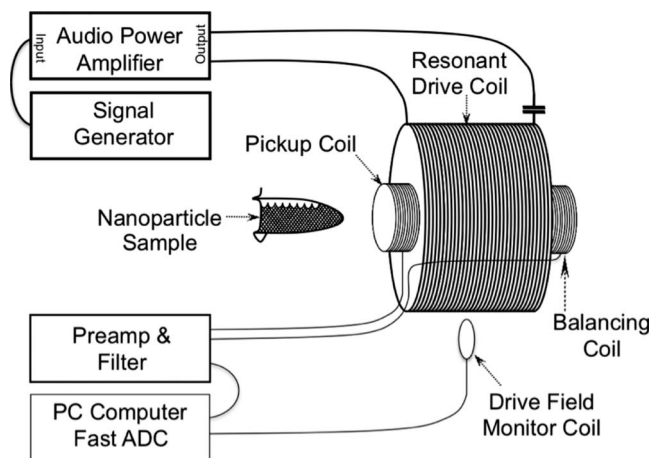 Input
Audio Power
Amplifier
Output
Signal
Generator
Resonant
Drive Coil
Pickup Coil
Nanoparticle
Sample
Preamp &
Filter
Balancing
Coil
PC Computer
Fast ADC
Drive Field
Monitor Coil